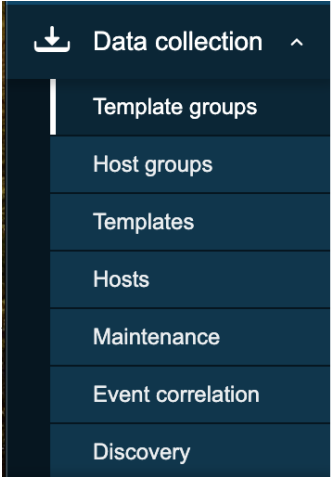 Data collection
Template groups
Host groups
Templates
Hosts
Maintenance
Event correlation
Discovery